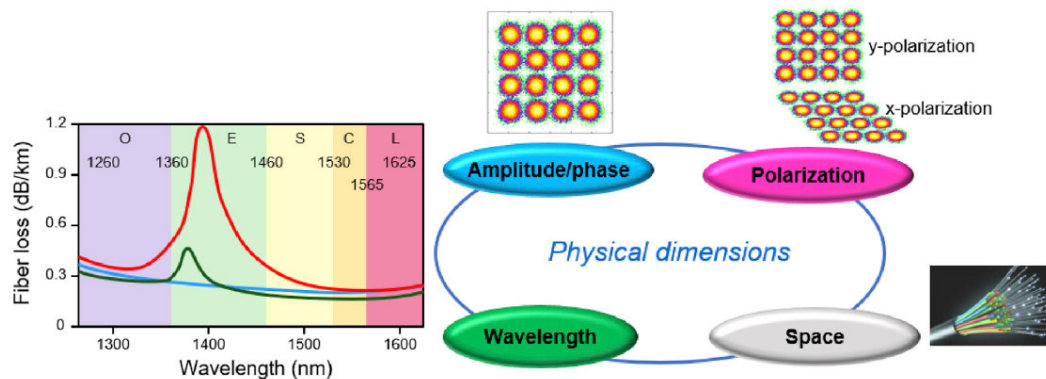 y-polarization
x-polarization
Amplitude/phase
Polarization
Physical dimensions
Wavelength
Space
Fiber loss (dB/km)
1.2
0.9
0.6
0.3
0
O
E
S
C
L
1260
1360
1460
1530
1625
1565
1300
1400
1500
1600
Wavelength (nm)